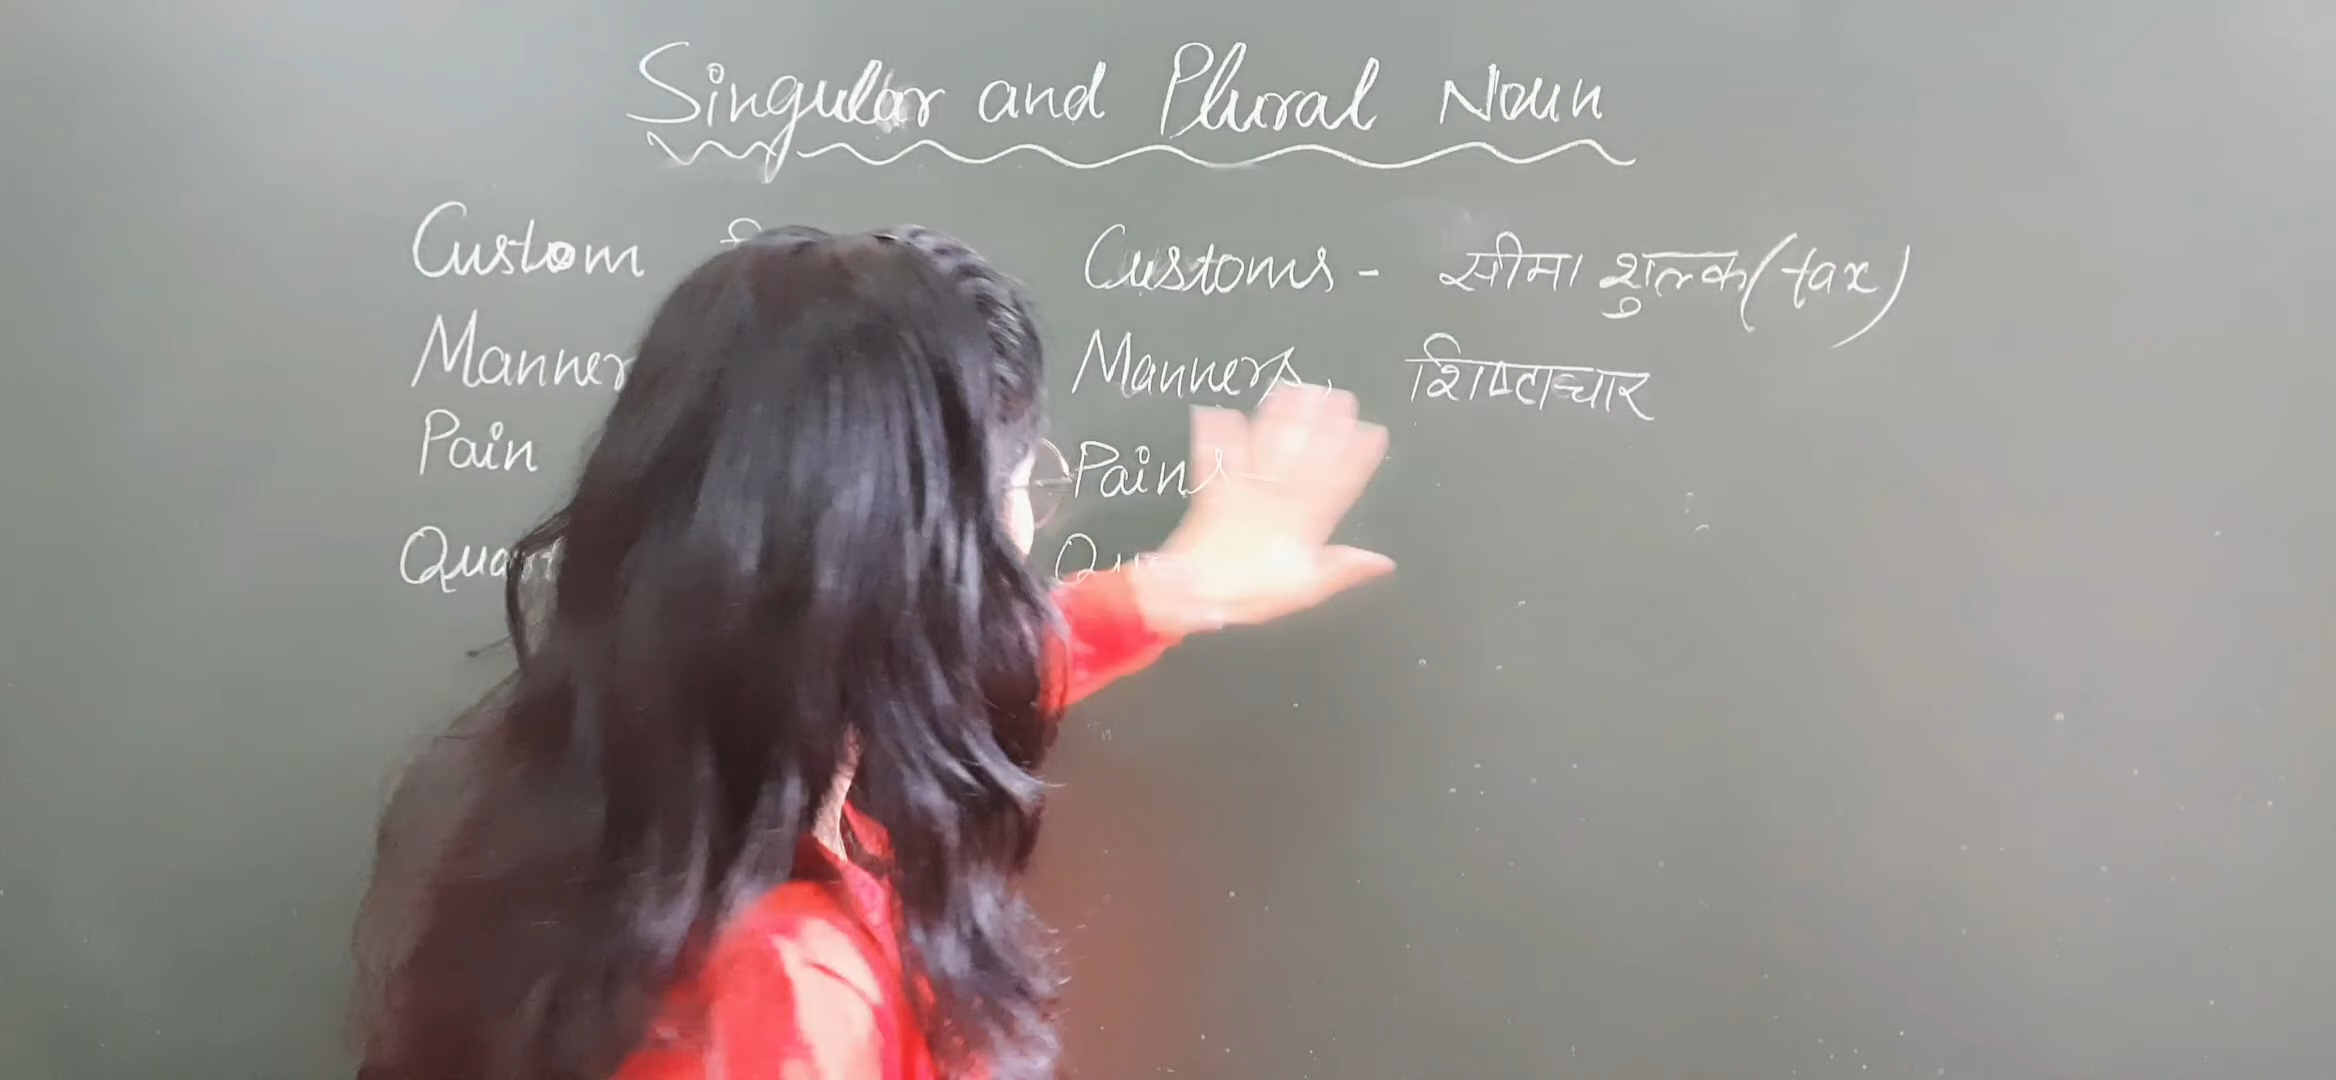 Singular and Plural Noun
Custom Customs - सीमा शुल्क (tax)
Manner Manners, शिष्टाचार
Pain Pains